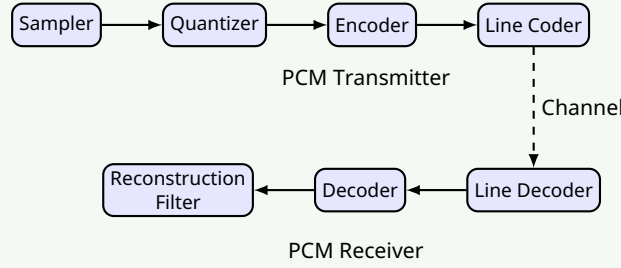 Sampler
Quantizer
Encoder
Line Coder
PCM Transmitter
Channel
Reconstruction
Filter
Decoder
Line Decoder
PCM Receiver